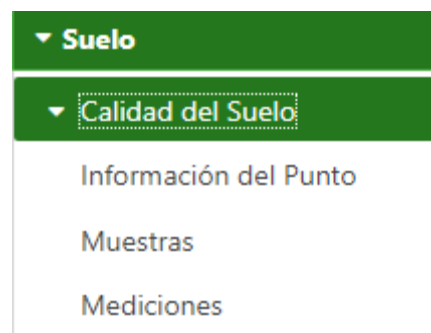 Suelo
Calidad del Suelo
Información del Punto
Muestras
Mediciones